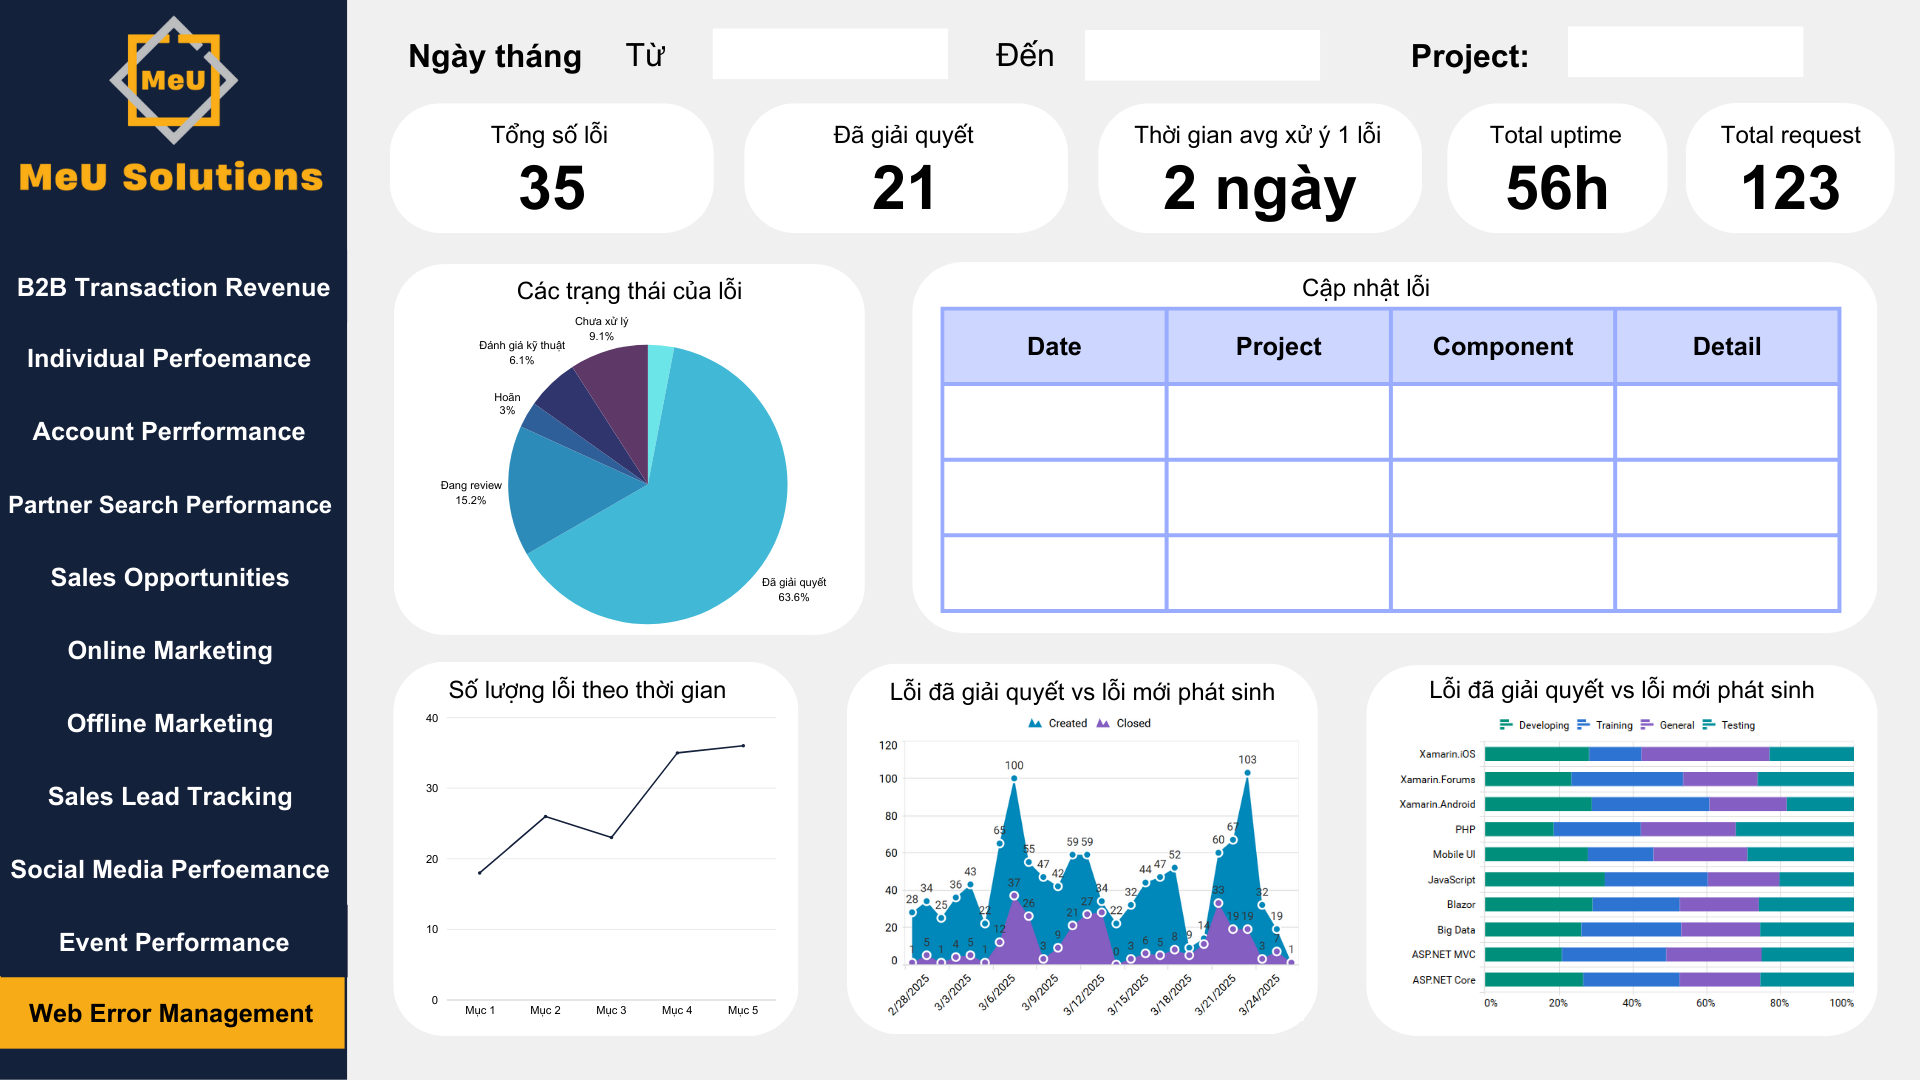 MeU
MeU Solutions
B2B Transaction Revenue
Individual Perfoemance
Account Perrformance
Partner Search Performance
Sales Opportunities
Online Marketing
Offline Marketing
Sales Lead Tracking
Social Media Perfoemance
Event Performance
Web Error Management
Ngày tháng Từ Đến Project:
Tổng số lỗi
35
Đã giải quyết
21
Thời gian avg xử ý 1 lỗi
2 ngày
Total uptime
56h
Total request
123
Các trạng thái của lỗi
Chưa xử lý
9.1%
Đánh giá kỹ thuật
6.1%
Hoãn
3%
Đang review
15.2%
Đã giải quyết
63.6%
Cập nhật lỗi
Date Project Component Detail
Số lượng lỗi theo thời gian
40
30
20
10
0
Mục 1 Mục 2 Mục 3 Mục 4 Mục 5
Lỗi đã giải quyết vs lỗi mới phát sinh
Created Closed
120
100
80
60
40
20
0
28 34 25 36 43 22 65 100 55 47 42 59 59 34 22 32 44 47 52 9 14 60 67 103 32 19 1
1 5 1 4 5 1 12 37 26 3 9 21 27 0 3 6 5 8 33 19 19 3 7
2/28/2025 3/3/2025 3/6/2025 3/9/2025 3/12/2025 3/15/2025 3/18/2025 3/21/2025 3/24/2025
Lỗi đã giải quyết vs lỗi mới phát sinh
Developing Training General Testing
Xamarin.iOS
Xamarin.Forums
Xamarin.Android
PHP
Mobile UI
JavaScript
Blazor
Big Data
ASP.NET MVC
ASP.NET Core
0% 20% 40% 60% 80% 100%